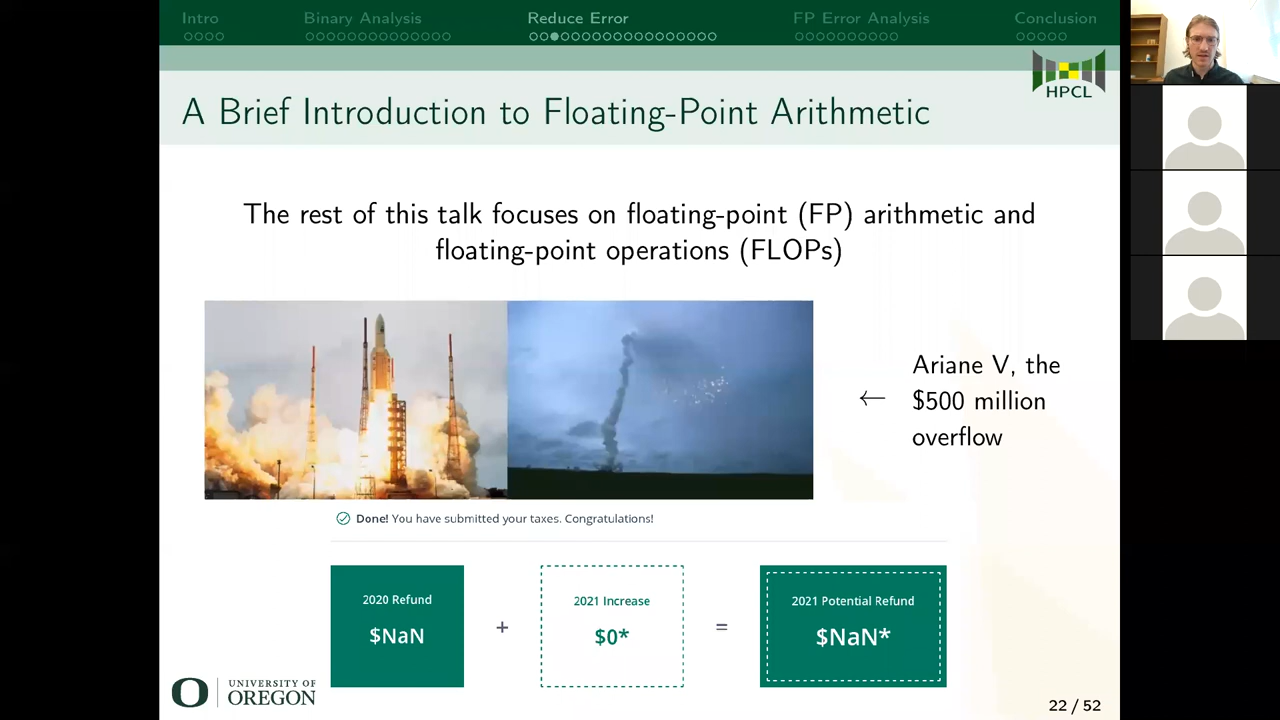 Intro Binary Analysis Reduce Error FP Error Analysis Conclusion
HPCL
A Brief Introduction to Floating-Point Arithmetic
The rest of this talk focuses on floating-point (FP) arithmetic and
floating-point operations (FLOPs)
← Ariane V, the
$500 million
overflow
Done! You have submitted your taxes. Congratulations!
2020 Refund
$NaN
+
2021 Increase
$0*
=
2021 Potential Refund
$NaN*
O UNIVERSITY OF
OREGON
22 / 52